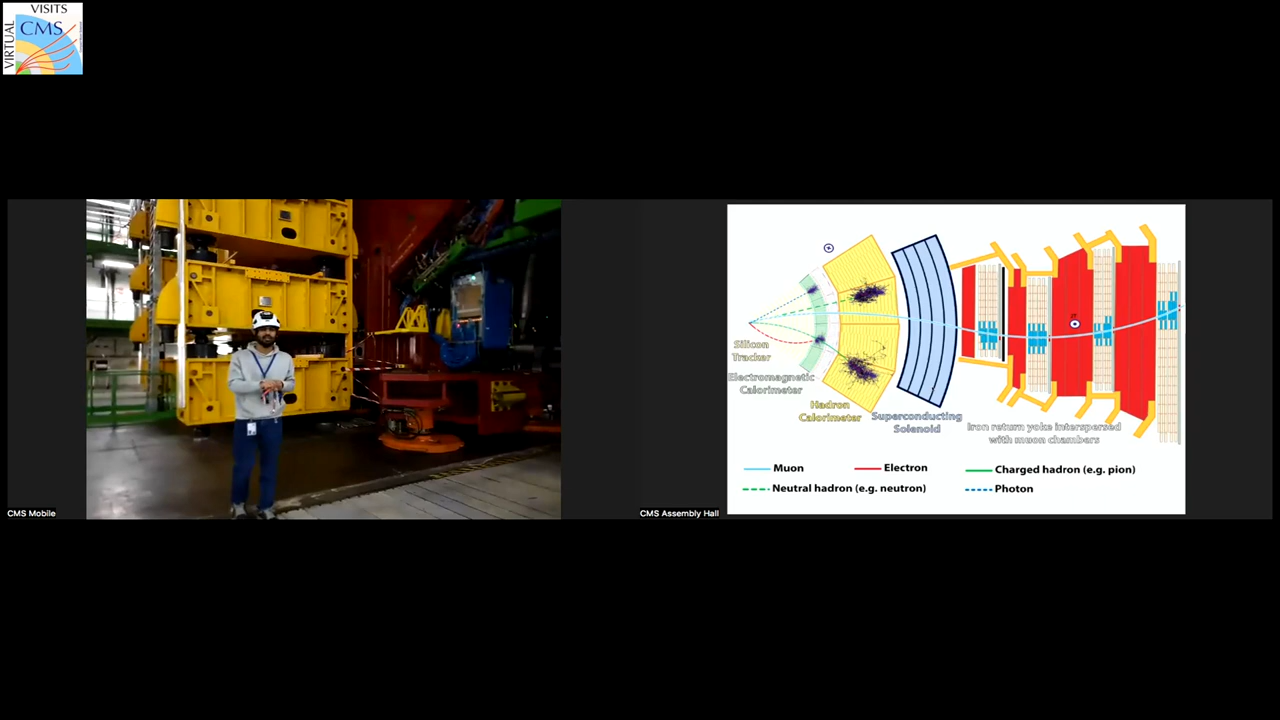 VISITS
CMS
VIRTUAL
CMS Mobile
CMS Assembly Hall
Silicon
Tracker
Electromagnetic
Calorimeter
Hadron
Calorimeter
Superconducting
Solenoid
Iron return yoke interspersed
with muon chambers
Muon
Electron
Charged hadron (e.g. pion)
Neutral hadron (e.g. neutron)
Photon